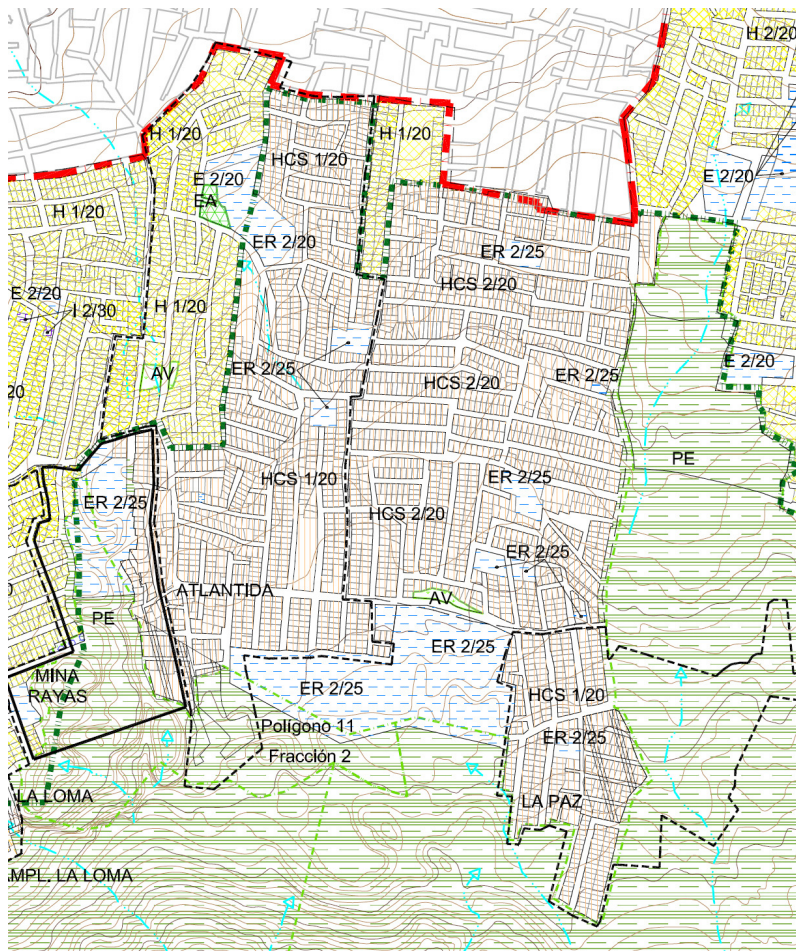 H 2/20
H 1/20
H 1/20
HCS 1/20
E 2/20
E 2/20
EA
H 1/20
ER 2/20
ER 2/25
HCS 2/20
E 2/20
I 2/30
H 1/20
E 2/20
ER 2/25
AV
HCS 2/20
ER 2/25
20
PE
HCS 1/20
ER 2/25
ER 2/25
HCS 2/20
ER 2/25
ATLANTIDA
AV
PE
ER 2/25
MINA
RAYAS
ER 2/25
HCS 1/20
Polígono 11
ER 2/25
Fracción 2
LA LOMA
LA PAZ
MPL. LA LOMA